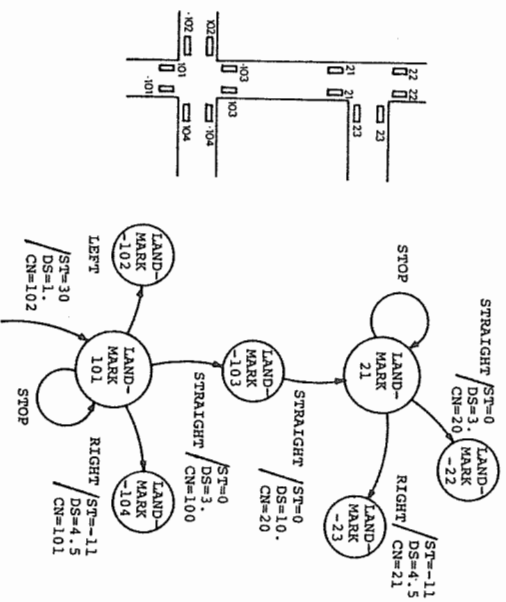 STRAIGHT/ST=0
DS=3.
CN=20
LAND-
MARK
-22
STOP
LAND-
MARK
21
RIGHT/ST=-11
DS=4.5
CN=21
LAND-
MARK
-23
STRAIGHT/ST=0
DS=10.
CN=20
LAND-
MARK
-103
STRAIGHT/ST=0
DS=3.
CN=100
LEFT
LAND-
MARK
-102
LAND-
MARK
101
LAND-
MARK
-104
/ST=30
DS=1.
CN=102
STOP
RIGHT/ST=-11
DS=4.5
CN=101
22
22
21
21
23
23
-103
103
-102
102
101
-101
104
-104